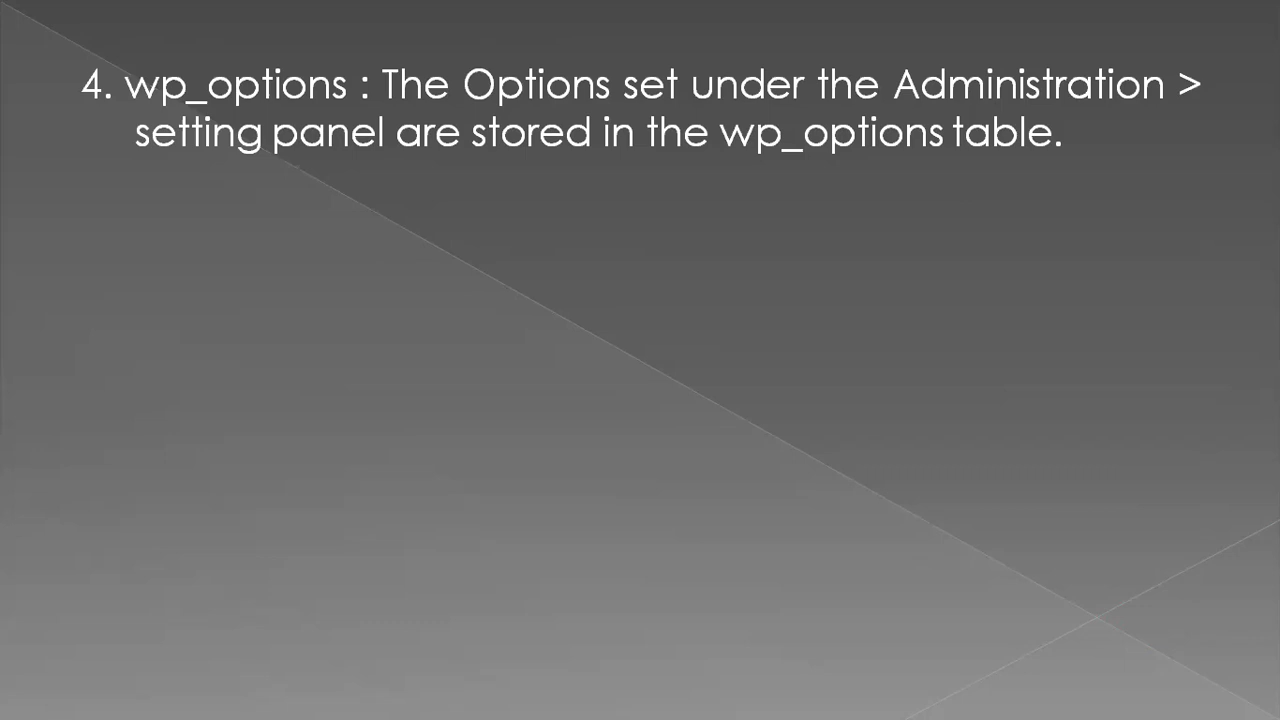 4. wp_options : The Options set under the Administration >
setting panel are stored in the wp_options table.